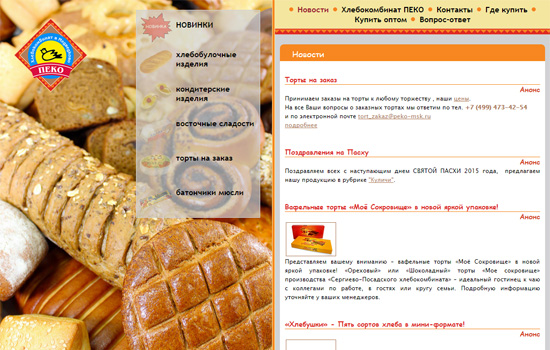 Хлебокомбинат
ПЕКО
новинка
НОВИНКИ
хлебобулочные
изделия
кондитерские
изделия
восточные сладости
торты на заказ
батончики мюсли
Новости Хлебокомбинат ПЕКО Контакты Где купить
Купить оптом Вопрос-ответ
Новости
Торты на заказ
Анонс
Принимаем заказы на торты к любому торжеству , наши цены.
На все Ваши вопросы о заказных тортах мы ответим по тел. +7 (499) 473-42-54
и по электронной почте tort_zakaz@peko-msk.ru
подробнее
Поздравления на Пасху
Анонс
Поздравляем всех с наступающим днем СВЯТОЙ ПАСХИ 2015 года, предлагаем
нашу продукцию в рубрике "Куличи".
Вафельные торты «Моё Сокровище» в новой яркой упаковке!
Анонс
Представляем вашему вниманию - вафельные торты «Моё сокровище» в новой
яркой упаковке! «Ореховый» или «Шоколадный» торты «Мое сокровище»
производства «Сергиево-Посадского хлебокомбината» - идеальный гостинец к чаю
с коллегами по работе, в гостях или кругу семьи. Подробную информацию
уточняйте у ваших менеджеров.
«Хлебушки» - Пять сортов хлеба в мини-формате!
Анонс